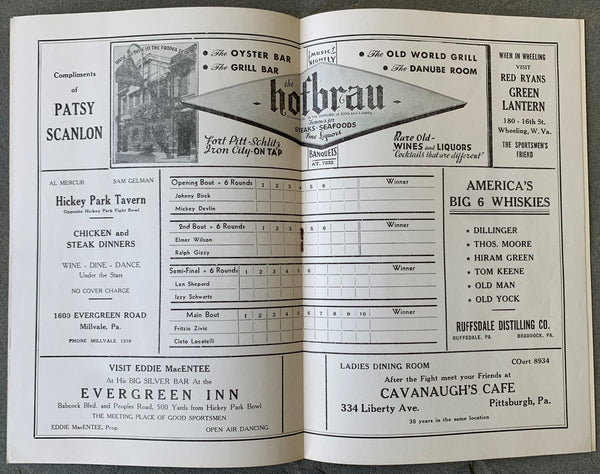 Compliments
of
PATSY
SCANLON
• The OYSTER BAR
• The GRILL BAR
MUSIC
NIGHTLY
• The OLD WORLD GRILL
• The DANUBE ROOM
the
hofbrau
Famous for
STEAKS - SEAFOODS
Fine Liquors
Fort Pitt-Schlitz
Iron City-ON TAP
BANQUETS
AT. 7332
Rare Old-
WINES and LIQUORS
Cocktails that are different"
WHEN IN WHEELING
VISIT
RED RYANS
GREEN
LANTERN
180 - 16th St.
Wheeling, W. Va.
THE SPORTSMEN'S
FRIEND
AL MERCUR SAM GELMAN
Hickey Park Tavern
Opposite Hickey Park Fight Bowl
CHICKEN and
STEAK DINNERS
WINE - DINE - DANCE
Under the Stars
NO COVER CHARGE
1600 EVERGREEN ROAD
Millvale, Pa.
PHONE MILLVALE 1210
Opening Bout = 6 Rounds 1 2 3 4 5 6 Winner
Johnny Birek
Mickey Devlin
2nd Bout = 6 Rounds 1 2 3 4 5 6 Winner
Elmer Wilson
Ralph Gizzy
Semi-Final = 6 Rounds 1 2 3 4 5 6 Winner
Len Shepord
Izzy Schwartz
Main Bout 1 2 3 4 5 6 7 8 9 10 Winner
Fritzie Zivic
Cleto Locatelli
AMERICA'S
BIG 6 WHISKIES
• DILLINGER
• THOS. MOORE
• HIRAM GREEN
• TOM KEENE
• OLD MAN
• OLD YOCK
RUFFSDALE DISTILLING CO.
RUFFSDALE, PA. BRADDOCK, PA.
VISIT EDDIE MacENTEE
At His BIG SILVER BAR At the
EVERGREEN INN
Babcock Blvd. and Peoples Road, 500 Yards from Hickey Park Bowl
THE MEETING PLACE OF GOOD SPORTSMEN
EDDIE MacENTEE, Prop. OPEN AIR DANCING
LADIES DINING ROOM COurt 8934
After the Fight meet your Friends at
CAVANAUGH'S CAFE
334 Liberty Ave. Pittsburgh, Pa.
35 years in the same location